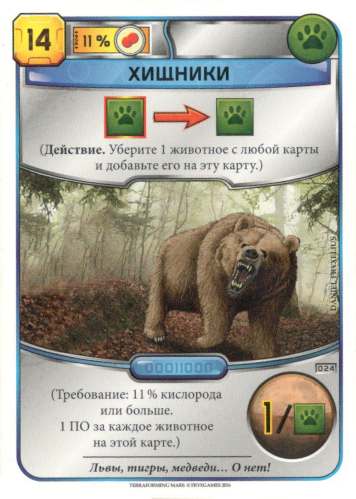 14
11 %
ХИЩНИКИ
(Действие. Уберите 1 животное с любой карты
и добавьте его на эту карту.)
DANIEL FRYXELIUS
00011000
024
(Требование: 11 % кислорода
или больше.
1 ПО за каждое животное
на этой карте.)
1 /
Львы, тигры, медведи... О нет!
TERRAFORMING MARS © FRYXGAMES 2016